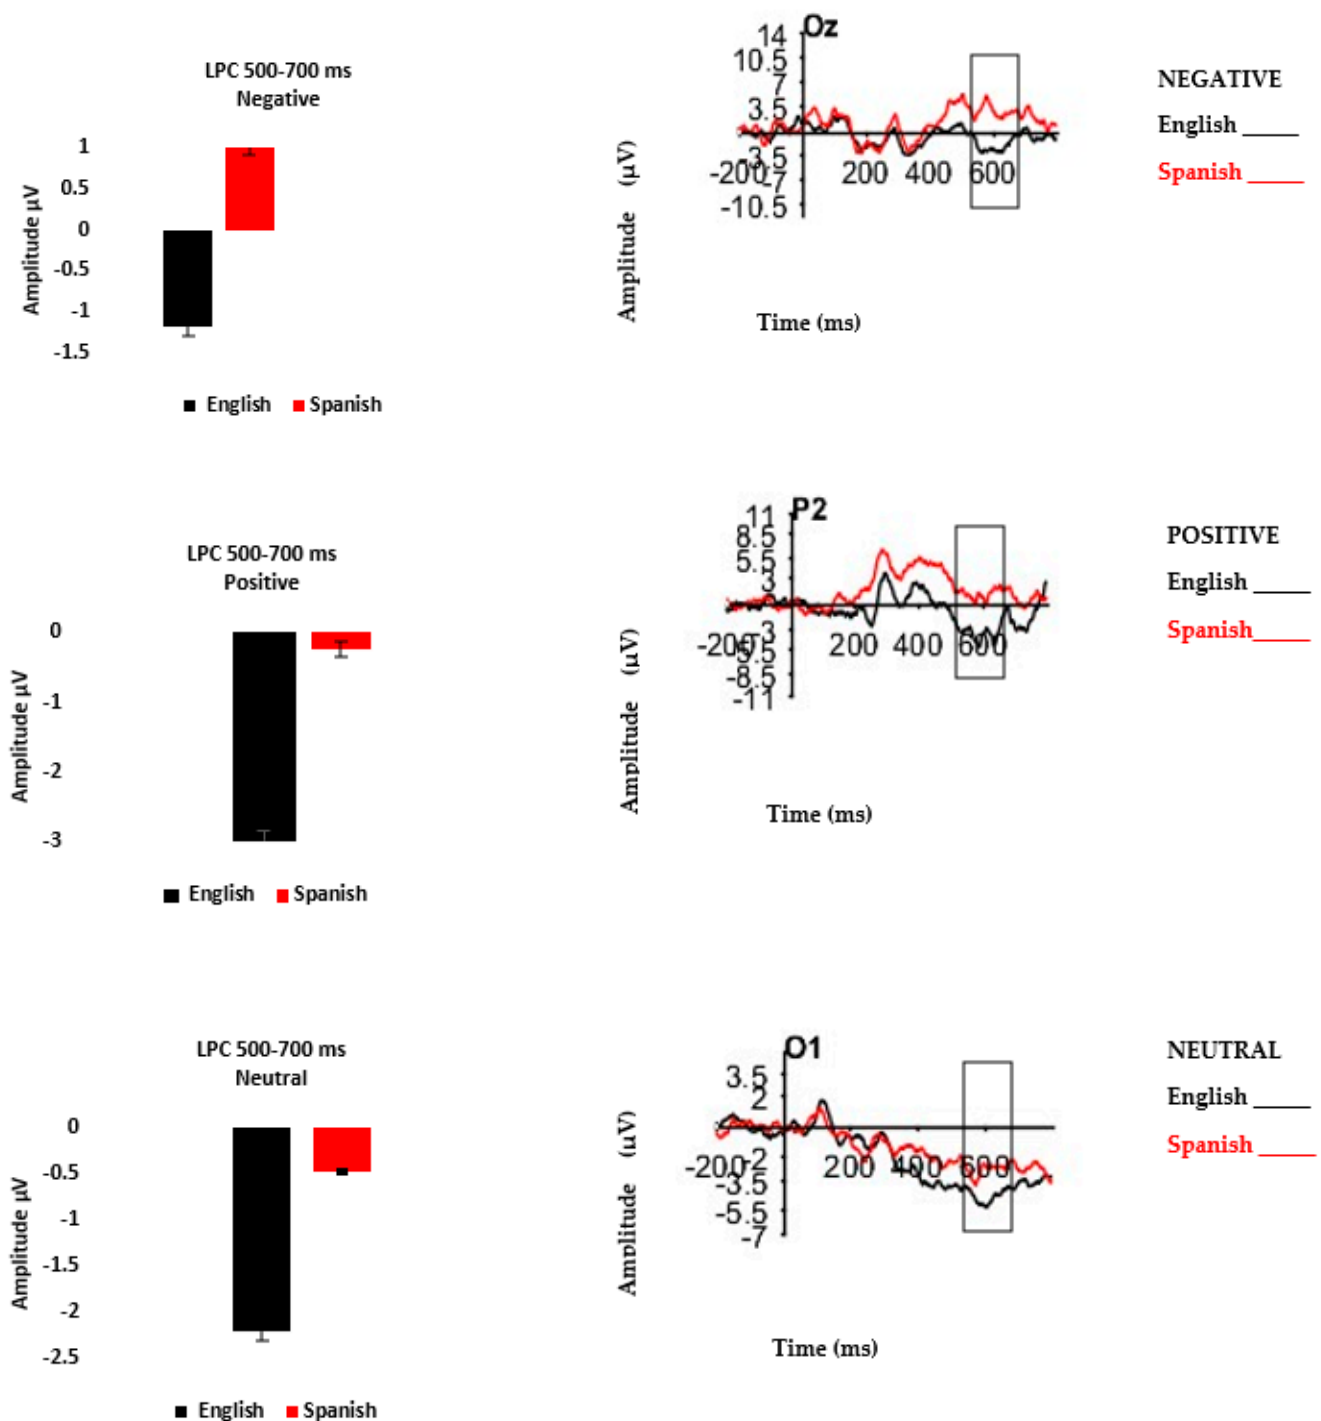 LPC 500-700 ms
Negative
1
0.5
0
-0.5
-1
-1.5
Amplitude µV
English Spanish
Oz
14
10.5
7
3.5
-3.5
-7
-10.5
-200 200 400 600
Amplitude (µV)
Time (ms)
NEGATIVE
English _____
Spanish _____
LPC 500-700 ms
Positive
0
-1
-2
-3
Amplitude µV
English Spanish
P2
11
8.5
5.5
3
-3
-5.5
-8.5
-11
-200 200 400 600
Amplitude (µV)
Time (ms)
POSITIVE
English _____
Spanish_____
LPC 500-700 ms
Neutral
0
-0.5
-1
-1.5
-2
-2.5
Amplitude µV
English Spanish
O1
3.5
2
-2
-3.5
-5.5
-7
-200 200 400 600
Amplitude (µV)
Time (ms)
NEUTRAL
English _____
Spanish _____